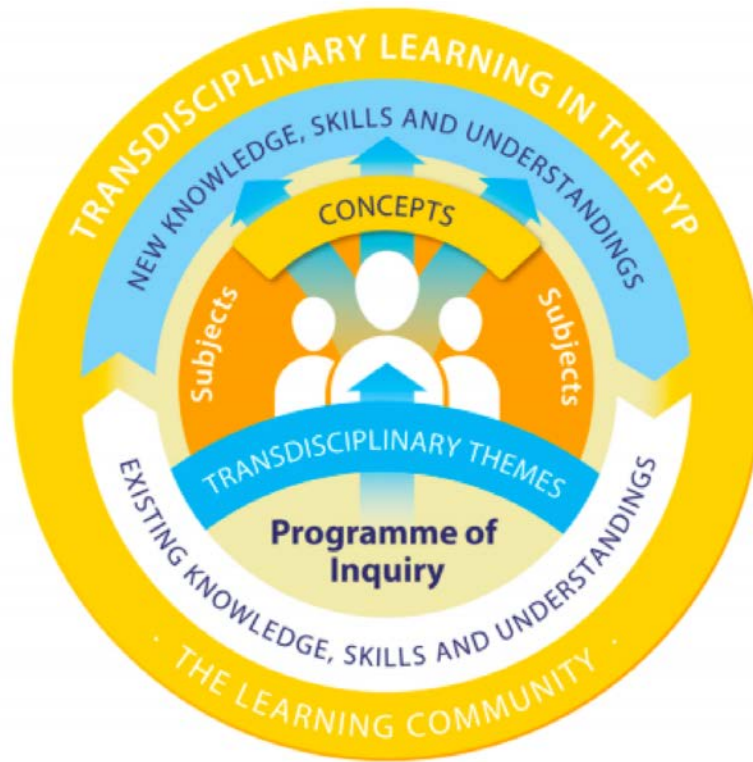 TRANSDISCIPLINARY LEARNING IN THE PYP
NEW KNOWLEDGE, SKILLS AND UNDERSTANDINGS
CONCEPTS
Subjects
Subjects
TRANSDISCIPLINARY THEMES
Programme of
Inquiry
EXISTING KNOWLEDGE, SKILLS AND UNDERSTANDINGS
· THE LEARNING COMMUNITY ·